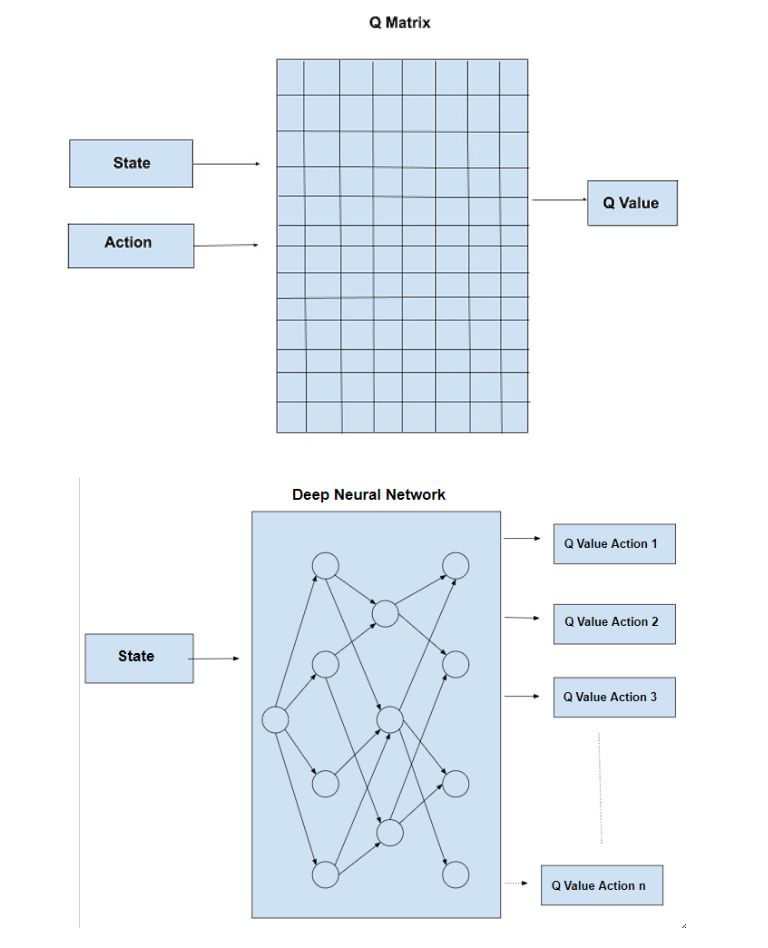 Q Matrix
State
Action
Q Value
Deep Neural Network
State
Q Value Action 1
Q Value Action 2
Q Value Action 3
Q Value Action n